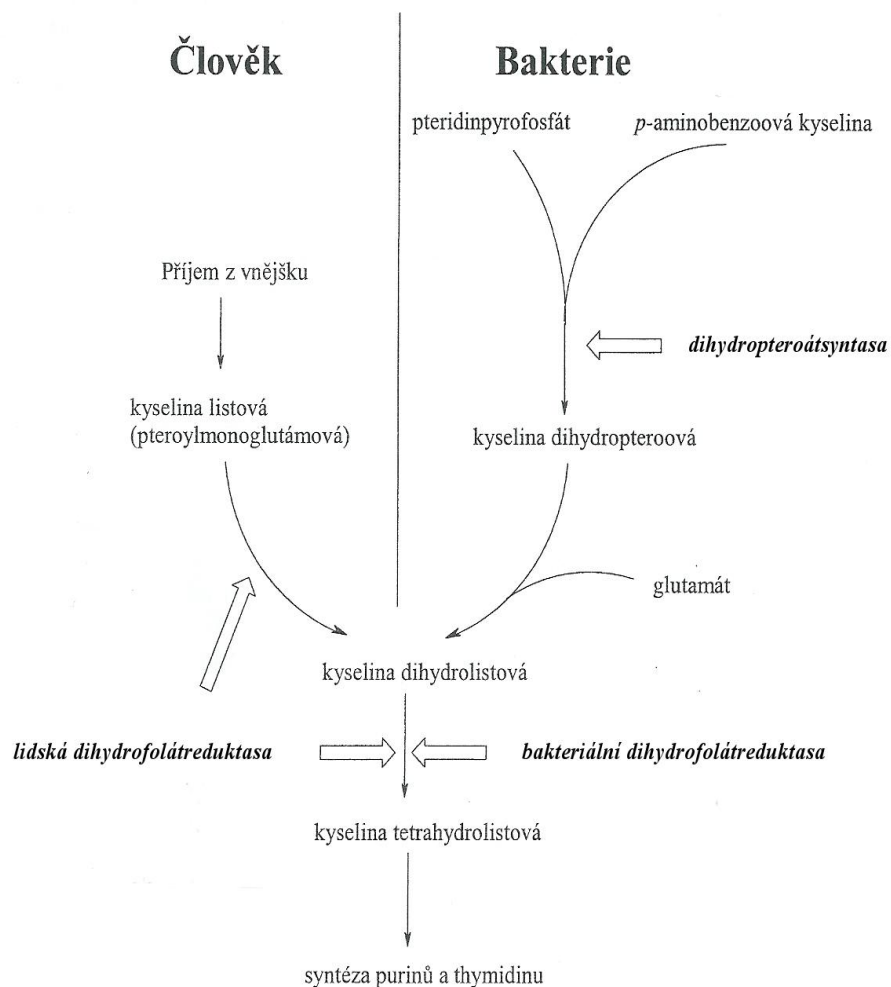 Člověk
Bakterie
pteridinpyrofosfát
p-aminobenzoová kyselina
Příjem z vnějšku
dihydropteroátsyntasa
kyselina listová
(pteroylmonoglutámová)
kyselina dihydropteroová
glutamát
kyselina dihydrolistová
lidská dihydrofolátreduktasa
bakteriální dihydrofolátreduktasa
kyselina tetrahydrolistová
syntéza purinů a thymidinu